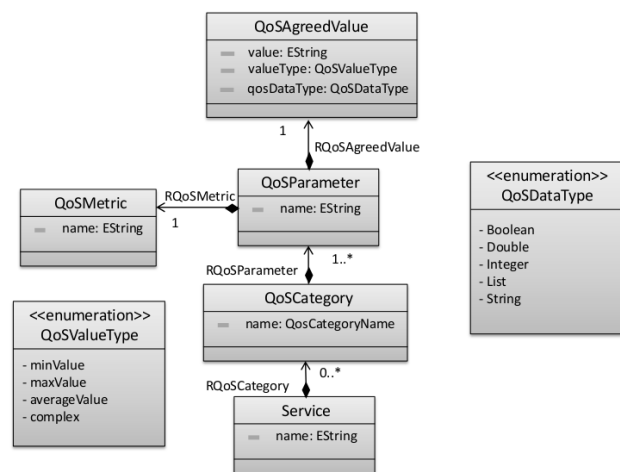 QoSAgreedValue
value: EString
valueType: QoSValueType
qosDataType: QoSDataType
1
RQoSAgreedValue
QoSMetric
name: EString
RQoSMetric
1
QoSParameter
name: EString
<<enumeration>>
QoSDataType
- Boolean
- Double
- Integer
- List
- String
1..*
RQoSParameter
QoSCategory
name: QosCategoryName
<<enumeration>>
QoSValueType
- minValue
- maxValue
- averageValue
- complex
0..*
RQoSCategory
Service
name: EString